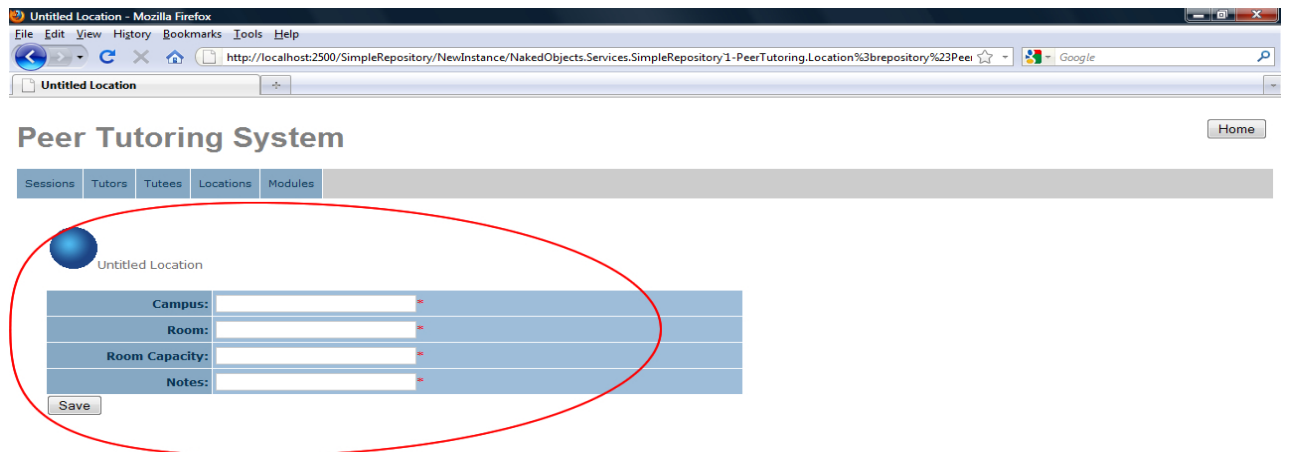 Untitled Location - Mozilla Firefox
File Edit View History Bookmarks Tools Help
http://localhost:2500/SimpleRepository/NewInstance/NakedObjects.Services.SimpleRepository`1-PeerTutoring.Location%3brepository%23Peer
Google
Untitled Location
Peer Tutoring System
Home
Sessions Tutors Tutees Locations Modules
Untitled Location
Campus: *
Room: *
Room Capacity: *
Notes: *
Save